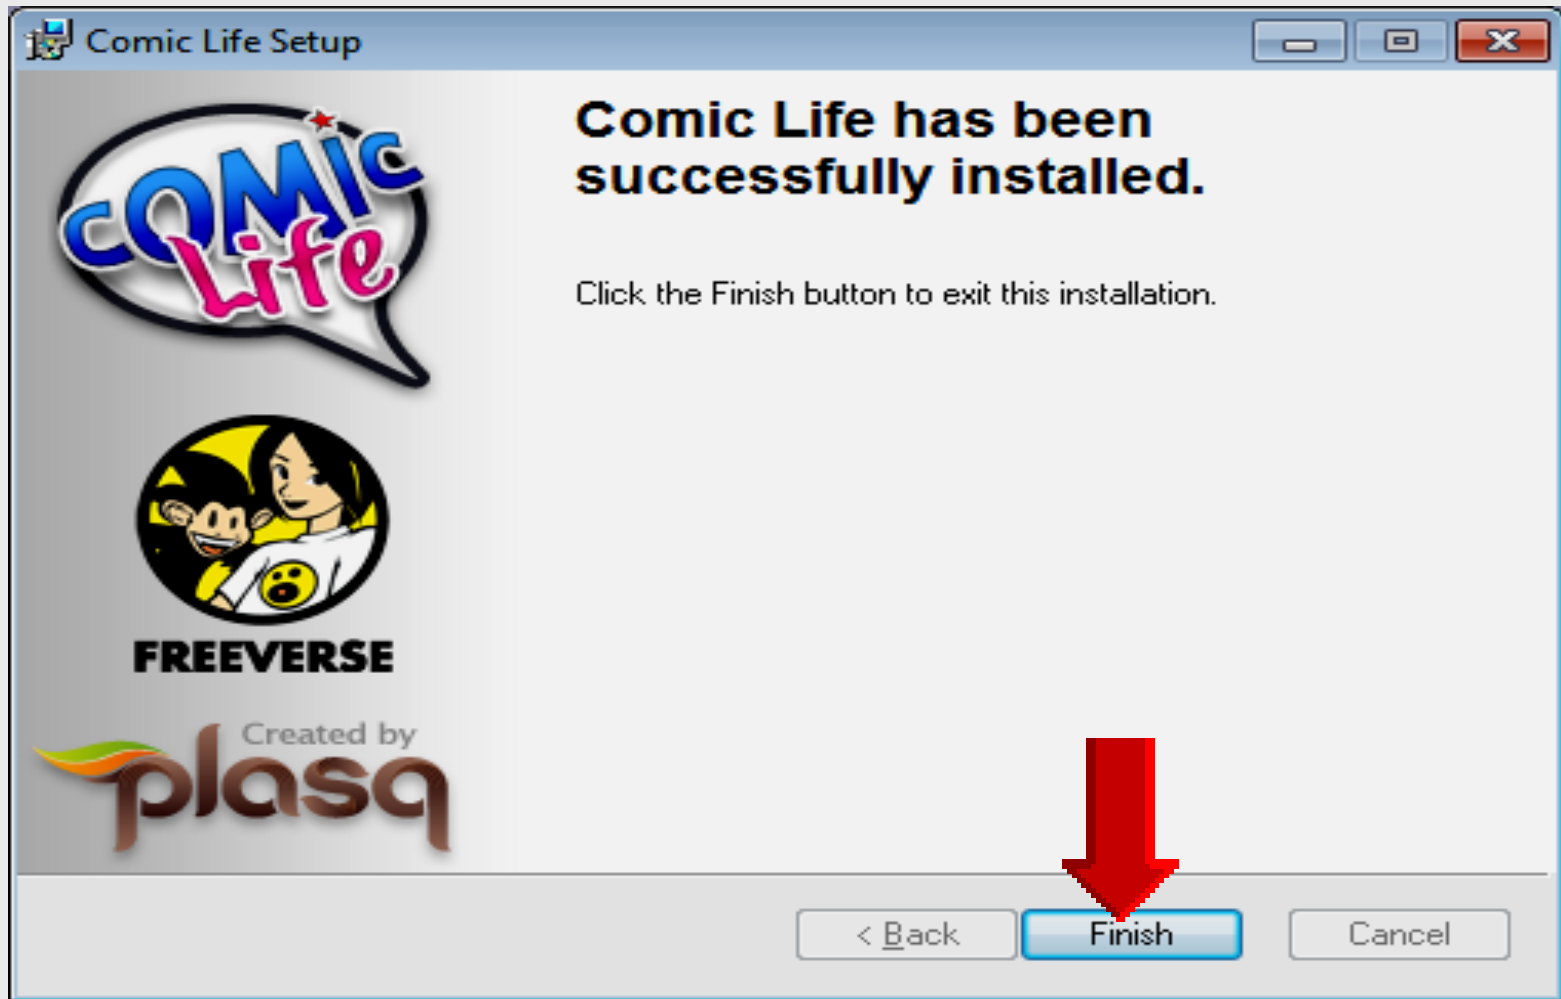 Comic Life Setup
COMIC
Life
Comic Life has been
successfully installed.
Click the Finish button to exit this installation.
FREEVERSE
Created by
plasq
< Back
Finish
Cancel